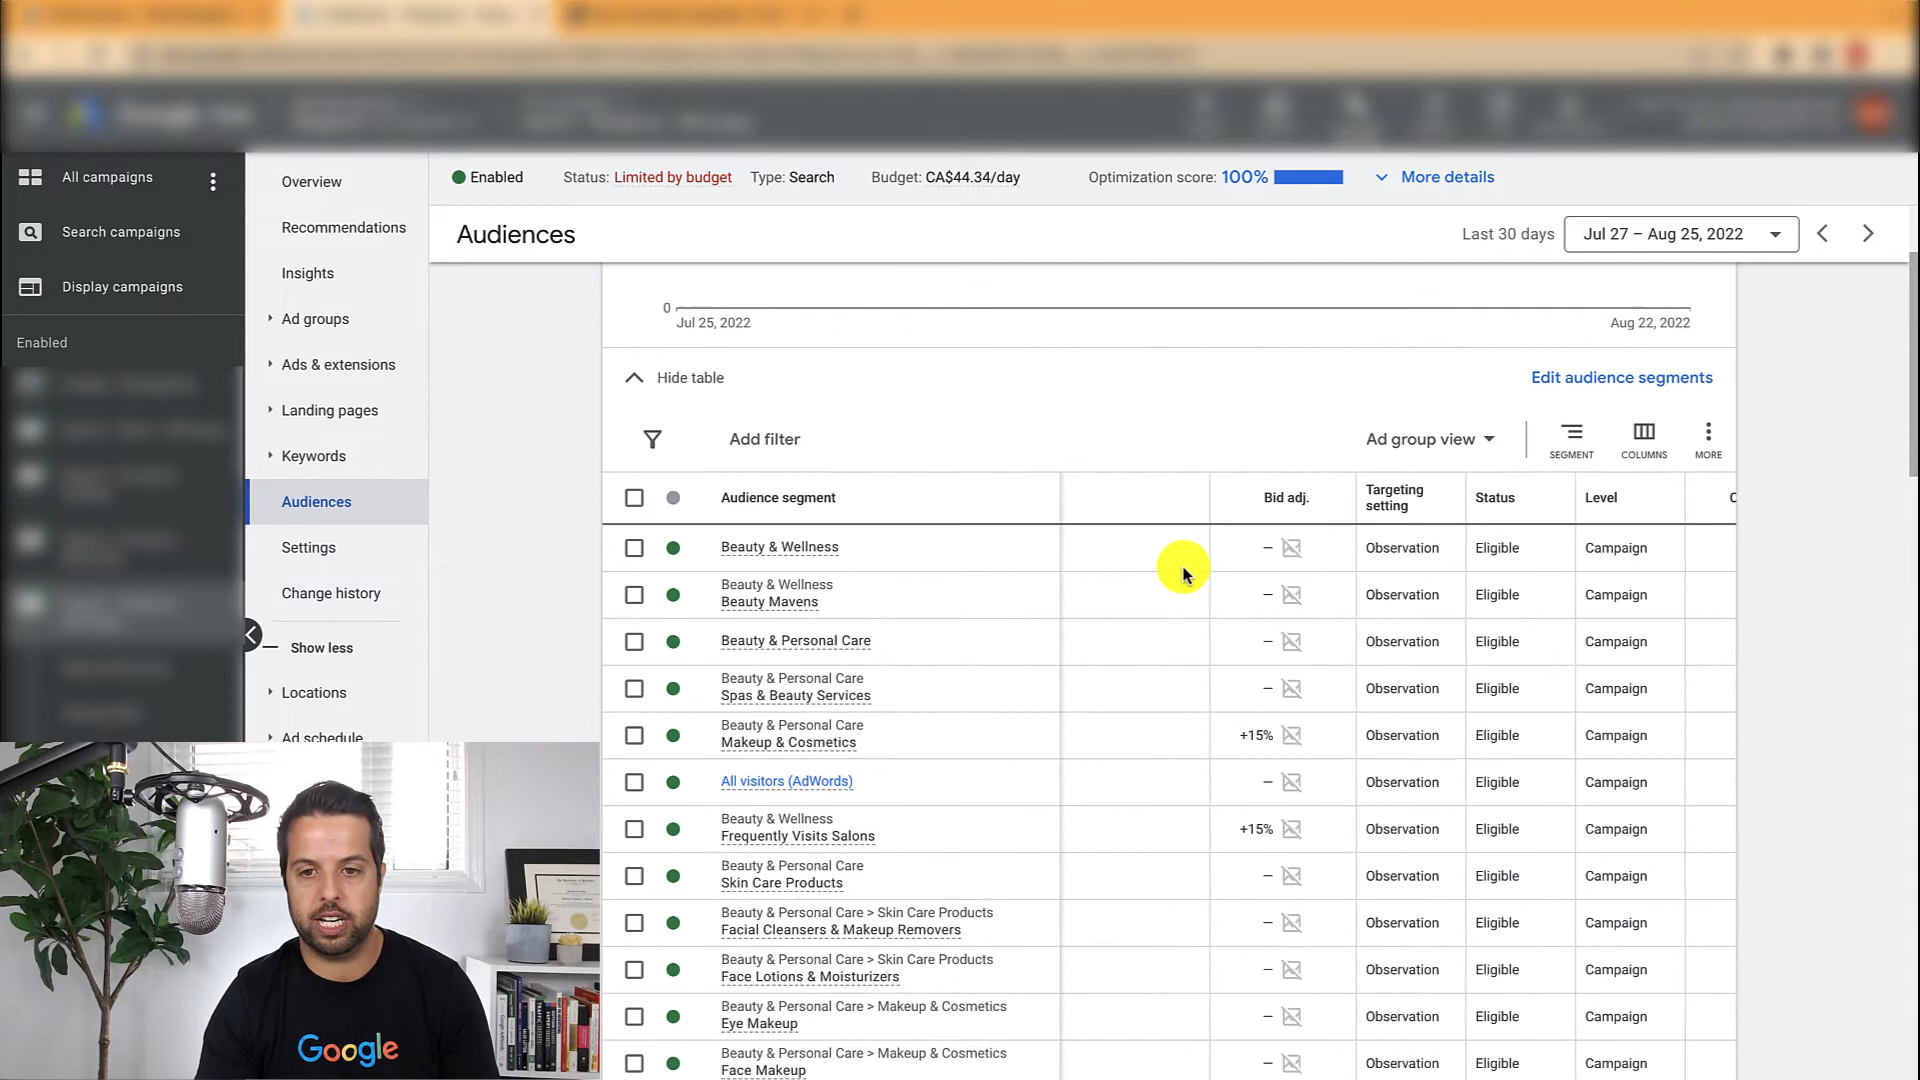 All campaigns
Search campaigns
Display campaigns
Enabled
Overview
Recommendations
Insights
Ad groups
Ads & extensions
Landing pages
Keywords
Audiences
Settings
Change history
Show less
Locations
Ad schedule
Enabled
Status: Limited by budget
Type: Search
Budget: CA$44.34/day
Optimization score: 100%
More details
Audiences
Last 30 days
Jul 27 – Aug 25, 2022
0
Jul 25, 2022
Aug 22, 2022
Hide table
Edit audience segments
Add filter
Ad group view
SEGMENT
COLUMNS
MORE
Audience segment
Bid adj.
Targeting setting
Status
Level
C
Beauty & Wellness
–
Observation
Eligible
Campaign
Beauty & Wellness
Beauty Mavens
–
Observation
Eligible
Campaign
Beauty & Personal Care
–
Observation
Eligible
Campaign
Beauty & Personal Care
Spas & Beauty Services
–
Observation
Eligible
Campaign
Beauty & Personal Care
Makeup & Cosmetics
+15%
Observation
Eligible
Campaign
All visitors (AdWords)
–
Observation
Eligible
Campaign
Beauty & Wellness
Frequently Visits Salons
+15%
Observation
Eligible
Campaign
Beauty & Personal Care
Skin Care Products
–
Observation
Eligible
Campaign
Beauty & Personal Care > Skin Care Products
Facial Cleansers & Makeup Removers
–
Observation
Eligible
Campaign
Beauty & Personal Care > Skin Care Products
Face Lotions & Moisturizers
–
Observation
Eligible
Campaign
Beauty & Personal Care > Makeup & Cosmetics
Eye Makeup
–
Observation
Eligible
Campaign
Beauty & Personal Care > Makeup & Cosmetics
Face Makeup
–
Observation
Eligible
Campaign
Google